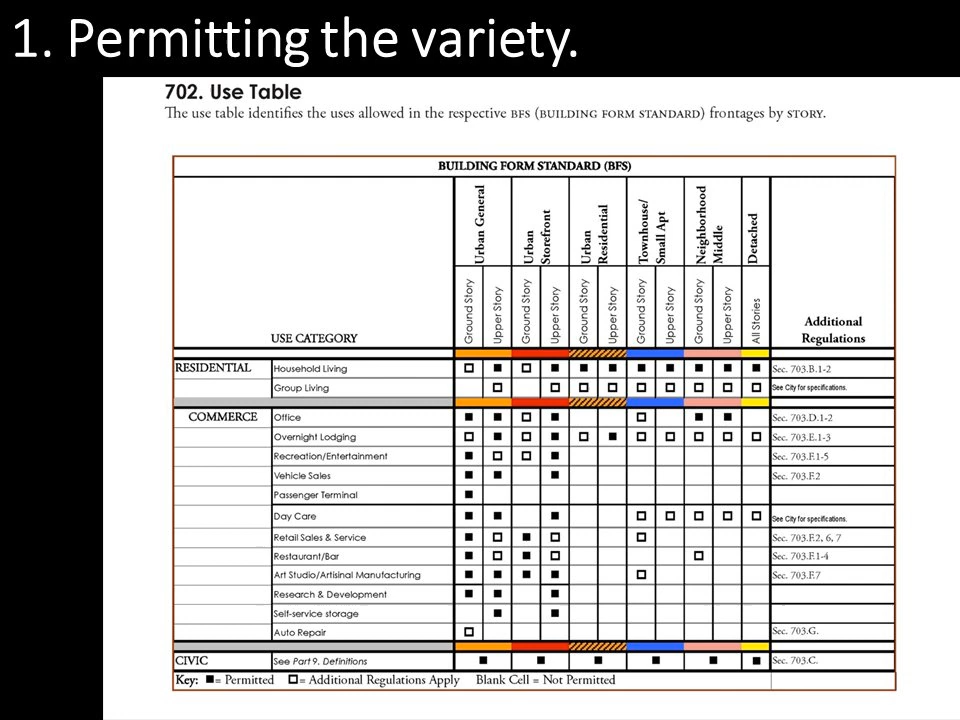 1. Permitting the variety.
702. Use Table
The use table identifies the uses allowed in the respective BFS (BUILDING FORM STANDARD) frontages by STORY.
BUILDING FORM STANDARD (BFS)
Urban General
Urban Storefront
Urban Residential
Townhouse/ Small Apt
Neighborhood Middle
Detached
USE CATEGORY
Ground Story
Upper Story
Ground Story
Upper Story
Ground Story
Upper Story
Ground Story
Upper Story
Ground Story
Upper Story
All Stories
Additional Regulations
RESIDENTIAL Household Living □ ■ □ ■ ■ ■ ■ ■ ■ ■ ■ Sec. 703.B.1-2
Group Living □ □ □ □ □ □ □ □ □ See City for specifications.
COMMERCE Office ■ ■ □ ■ □ ■ ■ Sec. 703.D.1-2
Overnight Lodging □ ■ □ ■ □ ■ □ □ □ □ □ Sec. 703.E.1-3
Recreation/Entertainment ■ □ □ ■ Sec. 703.F.1-5
Vehicle Sales ■ ■ ■ Sec. 703.F.2
Passenger Terminal ■
Day Care ■ ■ ■ □ □ □ □ □ See City for specifications.
Retail Sales & Service ■ □ ■ □ □ Sec. 703.F.2, 6, 7
Restaurant/Bar ■ □ ■ □ □ Sec. 703.F.1-4
Art Studio/Artisinal Manufacturing ■ ■ ■ ■ □ Sec. 703.F.7
Research & Development ■ ■ ■
Self-service storage ■ ■
Auto Repair □ Sec. 703.G.
CIVIC See Part 9. Definitions ■ ■ ■ ■ ■ ■ Sec. 703.C.
Key: ■= Permitted □= Additional Regulations Apply Blank Cell = Not Permitted